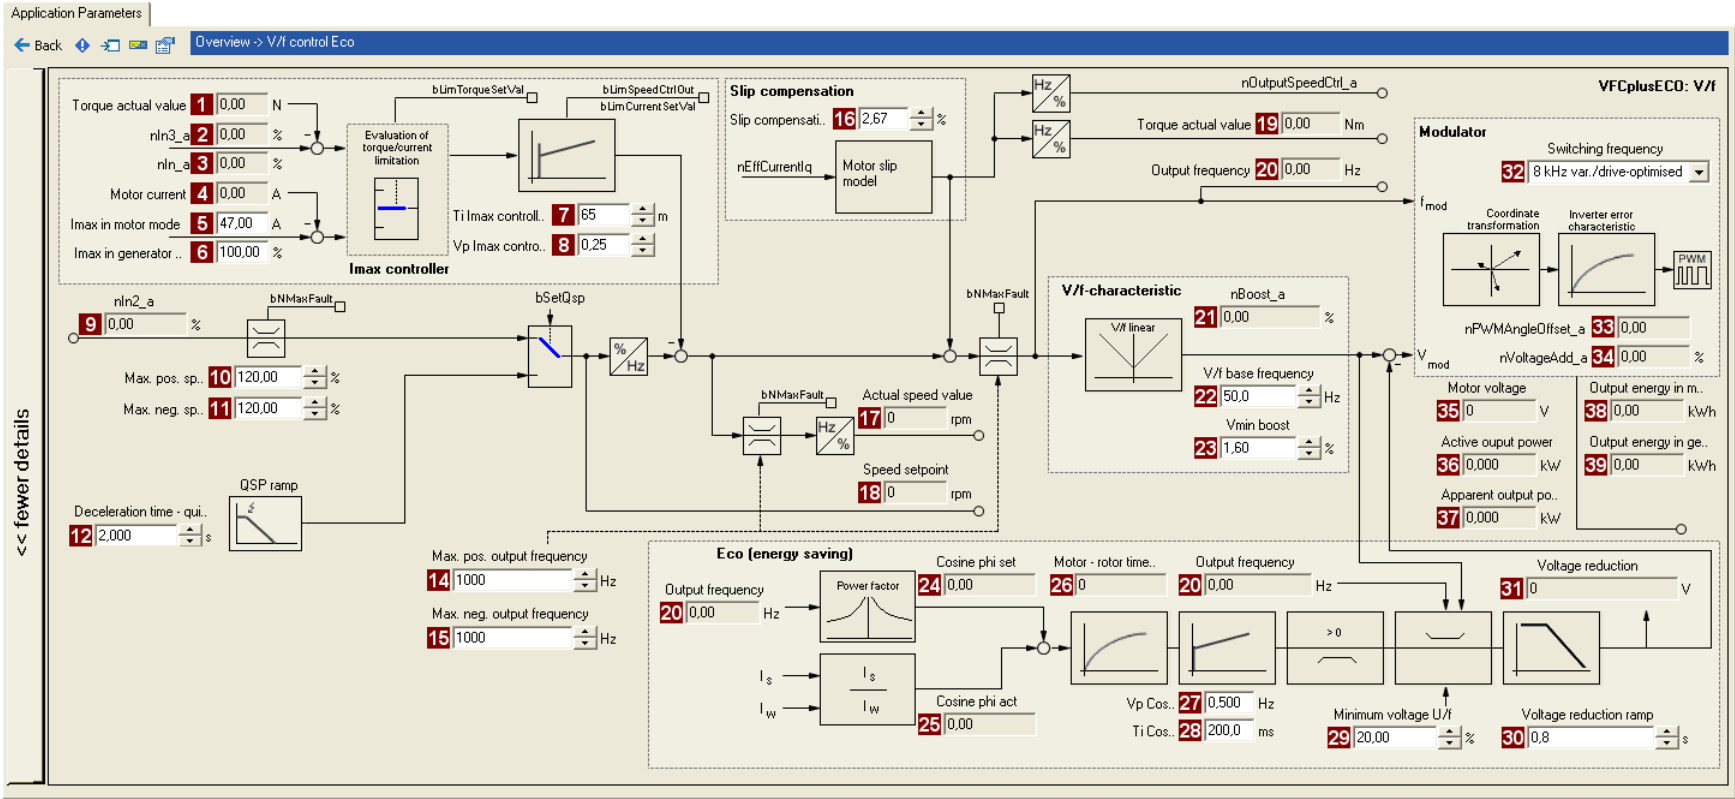 Application Parameters
Back
Overview -> V/f control Eco
<< fewer details
VFCplusECO: V/f
Torque actual value 1 0,00 N
nIn3_a 2 0,00 %
nIn_a 3 0,00 %
Motor current 4 0,00 A
Imax in motor mode 5 47,00 A
Imax in generator .. 6 100,00 %
bLimTorqueSetVal
bLimSpeedCtrlOut
bLimCurrentSetVal
Evaluation of
torque/current
limitation
Ti Imax controll.. 7 65 m
Vp Imax contro.. 8 0,25
Imax controller
Slip compensation
Slip compensati.. 16 2,67 %
nEffCurrentIq
Motor slip
model
Hz
%
Hz
%
nOutputSpeedCtrl_a
Torque actual value 19 0,00 Nm
Output frequency 20 0,00 Hz
Modulator
Switching frequency
32 8 kHz var./drive-optimised
fmod
Coordinate
transformation
Inverter error
characteristic
PWM
nPWMAngleOffset_a 33 0,00
nVoltageAdd_a 34 0,00 %
Vmod
nIn2_a
9 0,00 %
bNMaxFault
Max. pos. sp.. 10 120,00 %
Max. neg. sp.. 11 120,00 %
bSetQsp
%
Hz
bNMaxFault
bNMaxFault
Hz
%
Actual speed value
17 0 rpm
Speed setpoint
18 0 rpm
V/f-characteristic
V/f linear
nBoost_a
21 0,00 %
V/f base frequency
22 50,0 Hz
Vmin boost
23 1,60 %
Motor voltage
35 0 V
Active ouput power
36 0,000 kW
Apparent output po..
37 0,000 kW
Output energy in m..
38 0,00 kWh
Output energy in ge..
39 0,00 kWh
QSP ramp
Deceleration time - qui..
12 2,000 s
Max. pos. output frequency
14 1000 Hz
Max. neg. output frequency
15 1000 Hz
Eco (energy saving)
Output frequency
20 0,00 Hz
Power factor
Is
Iw
Is
Iw
Cosine phi set
24 0,00
Cosine phi act
25 0,00
Motor - rotor time..
26 0
Output frequency
20 0,00 Hz
> 0
Vp Cos.. 27 0,500 Hz
Ti Cos.. 28 200,0 ms
Minimum voltage U/f
29 20,00 %
Voltage reduction
31 0 V
Voltage reduction ramp
30 0,8 s